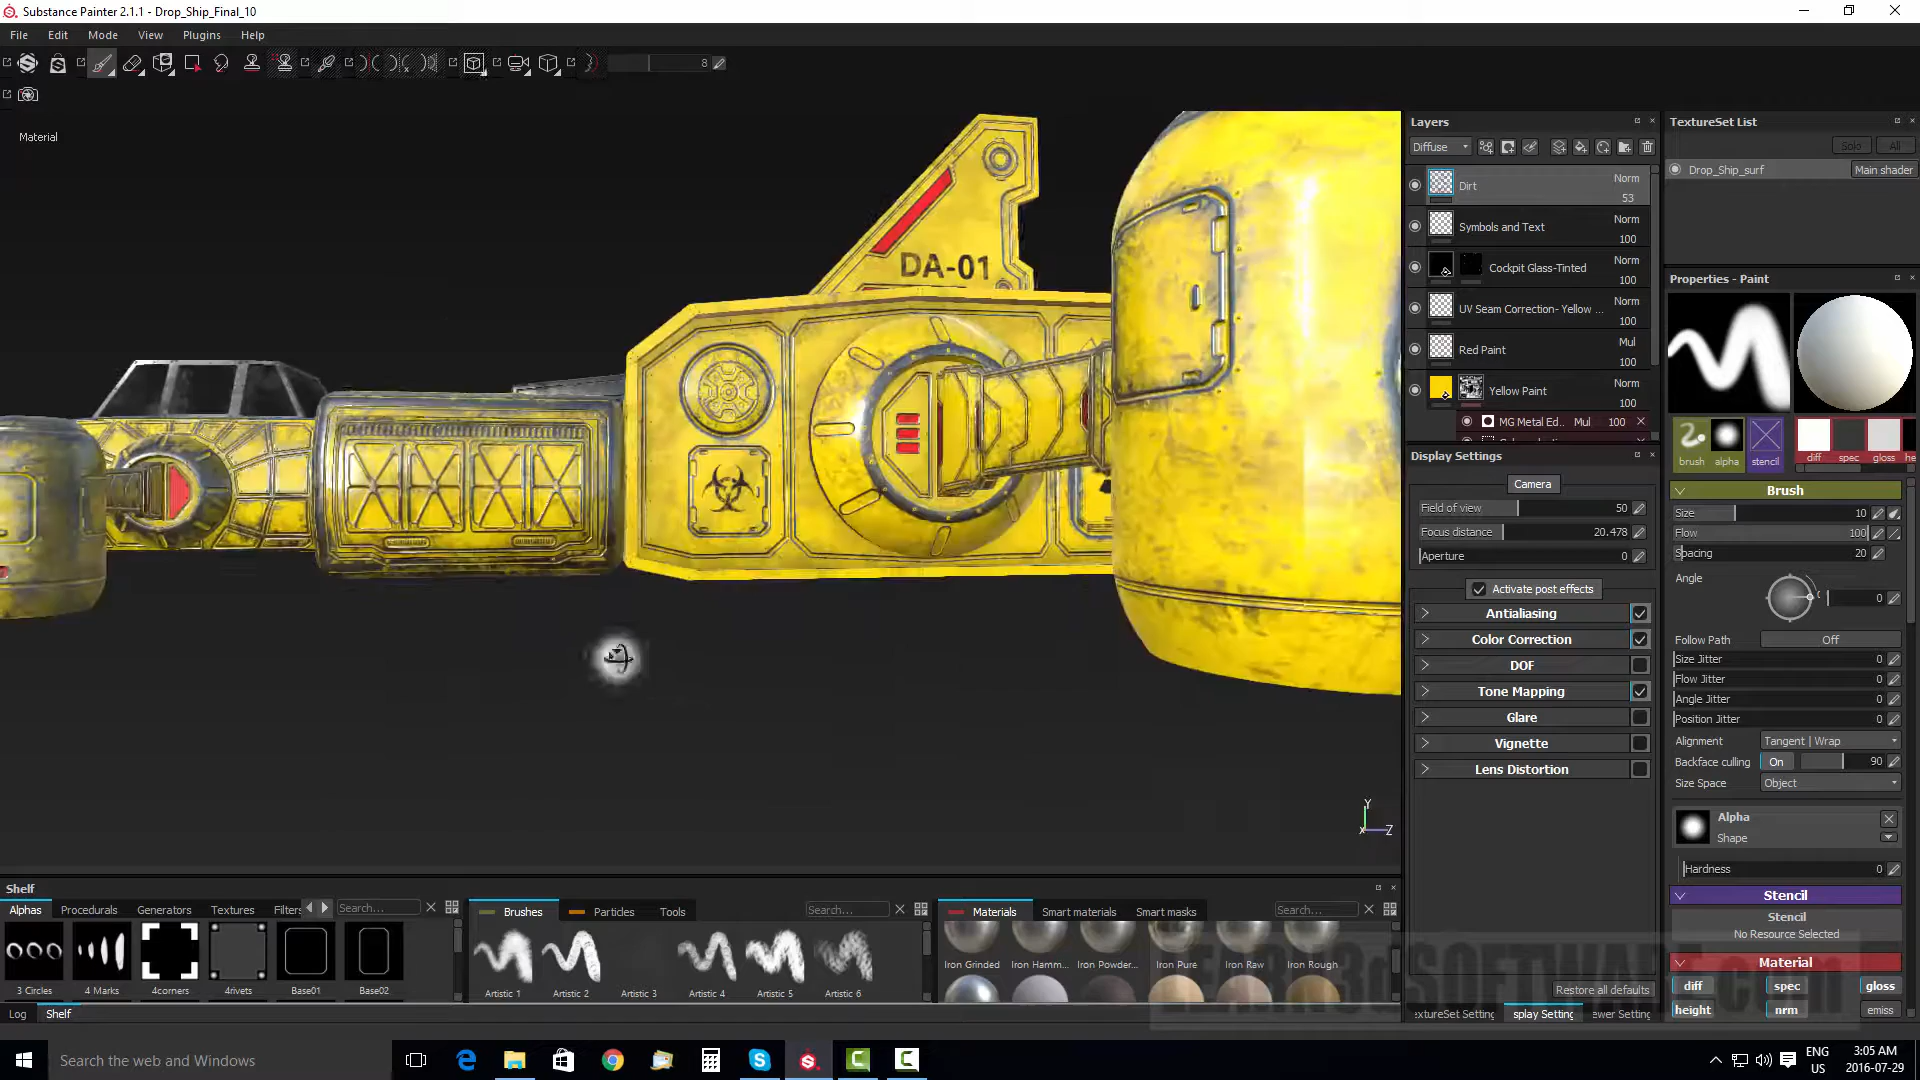 Substance Painter 2.1.1 - Drop_Ship_Final_10
File Edit Mode View Plugins Help
8
Material
DA-01
Y
X Z
Layers
Diffuse
Dirt Norm 53
Symbols and Text Norm 100
Cockpit Glass-Tinted Norm 100
UV Seam Correction- Yellow ... Norm 100
Red Paint Mul 100
Yellow Paint Norm 100
MG Metal Ed... Mul 100
Display Settings
Camera
Field of view 50
Focus distance 20.478
Aperture 0
Activate post effects
Antialiasing
Color Correction
DOF
Tone Mapping
Glare
Vignette
Lens Distortion
Restore all defaults
extureSet Setting splay Setting ewer Setting
TextureSet List
Solo All
Drop_Ship_surf Main shader
Properties - Paint
brush alpha stencil diff spec gloss he
Brush
Size 10
Flow 100
Spacing 20
Angle
0
Follow Path Off
Size Jitter 0
Flow Jitter 0
Angle Jitter 0
Position Jitter 0
Alignment Tangent | Wrap
Backface culling On 90
Size Space Object
Alpha
Shape
Hardness 0
Stencil
Stencil
No Resource Selected
Material
diff spec gloss
height nrm emiss
Shelf
Alphas Procedurals Generators Textures Filters Search...
3 Circles 4 Marks 4corners 4rivets Base01 Base02
Brushes Particles Tools Search...
Artistic 1 Artistic 2 Artistic 3 Artistic 4 Artistic 5 Artistic 6
Materials Smart materials Smart masks Search...
Iron Grinded Iron Hamm... Iron Powder... Iron Pure Iron Raw Iron Rough
LEARN3dSOFTWARE.com
Log Shelf
Search the web and Windows
ENG
US
3:05 AM
2016-07-29